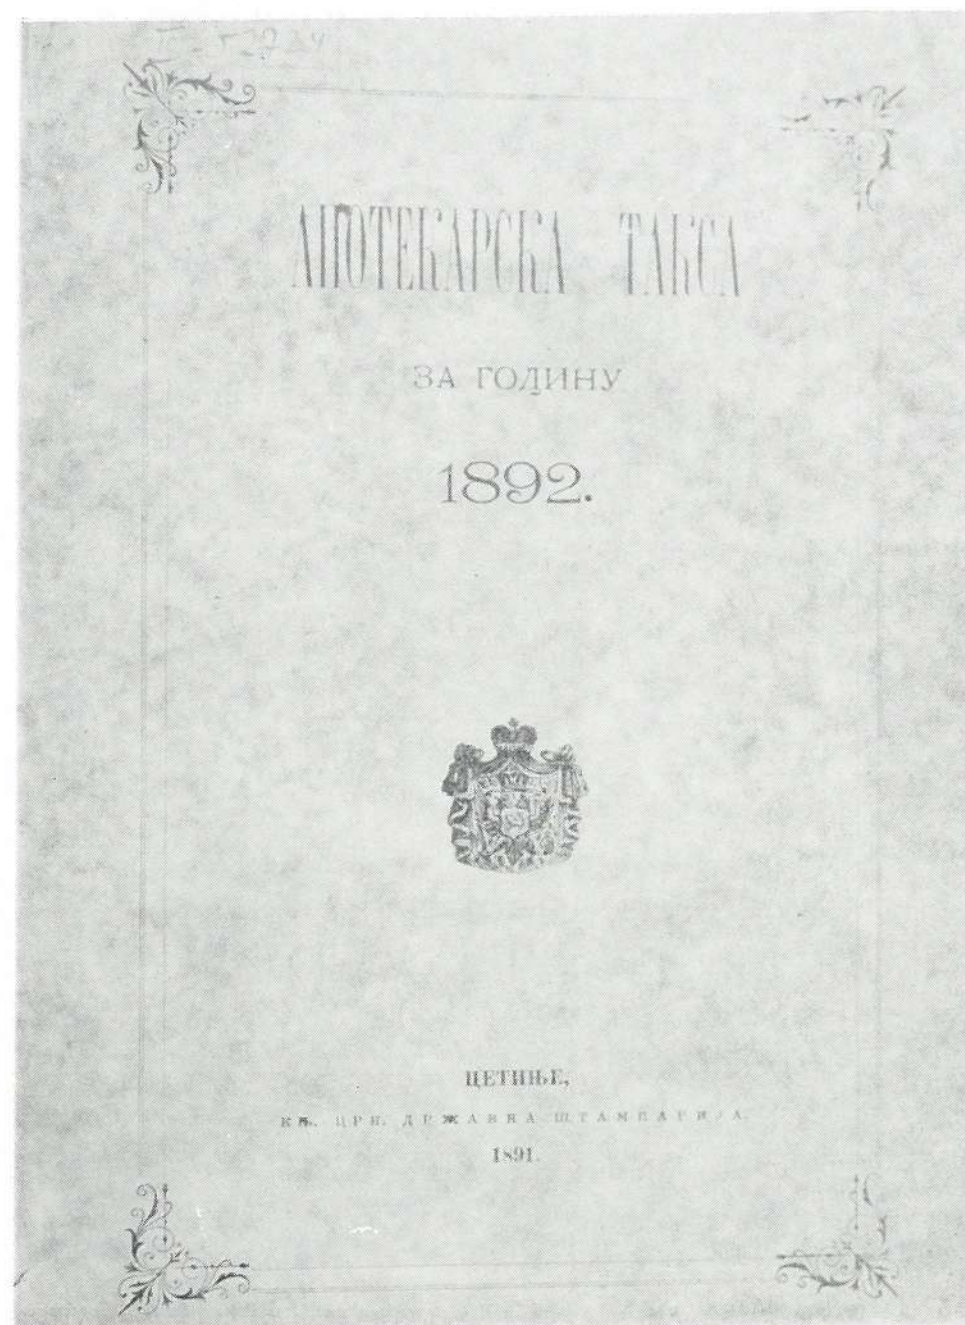 АПОТЕКАРСКА ТАКСА
ЗА ГОДИНУ
1892.
ЦЕТИЊЕ,
КЊ. ЦРН. ДРЖАВНА ШТАМПАРИЈА.
1891.